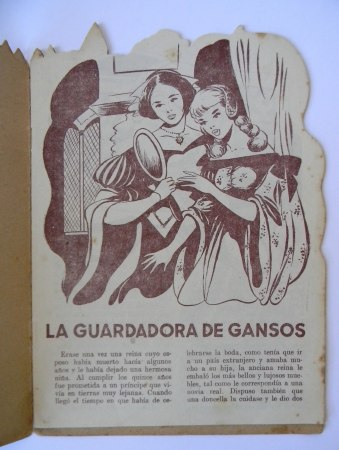 LA GUARDADORA DE GANSOS
Erase una vez una reina cuyo es-
poso había muerto hacía algunos
años y le había dejado una hermosa
niña. Al cumplir los quince años
fue prometida a un príncipe que vi-
vía en tierras muy lejanas. Cuando
llegó el tiempo en que había de ce-
lebrarse la boda, como tenía que ir
a un país extranjero y amaba mu-
cho a su hija, la anciana reina le
embaló los más bellos y lujosos mue-
bles, tal como le correspondía a una
novia real. Dispuso también que
una doncella la cuidase y le dio dos